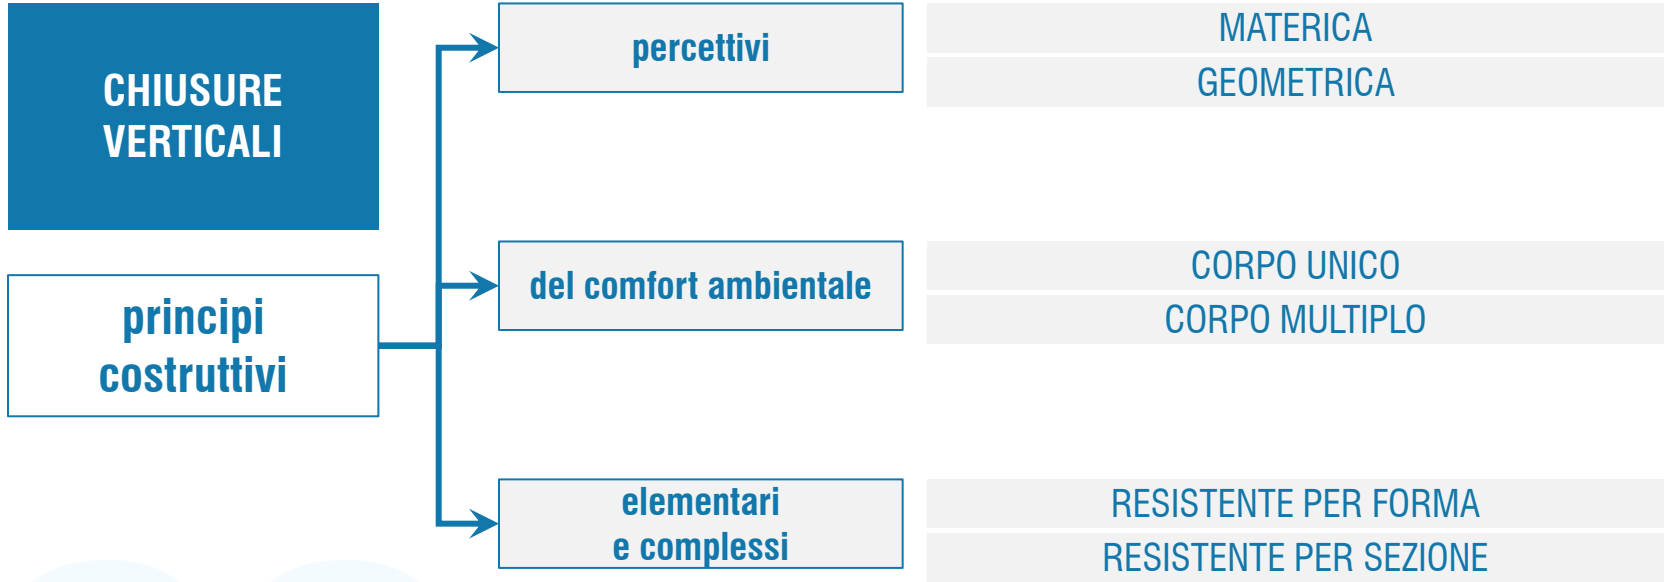 CHIUSURE
VERTICALI
principi
costruttivi
percettivi
MATERICA
GEOMETRICA
del comfort ambientale
CORPO UNICO
CORPO MULTIPLO
elementari
e complessi
RESISTENTE PER FORMA
RESISTENTE PER SEZIONE